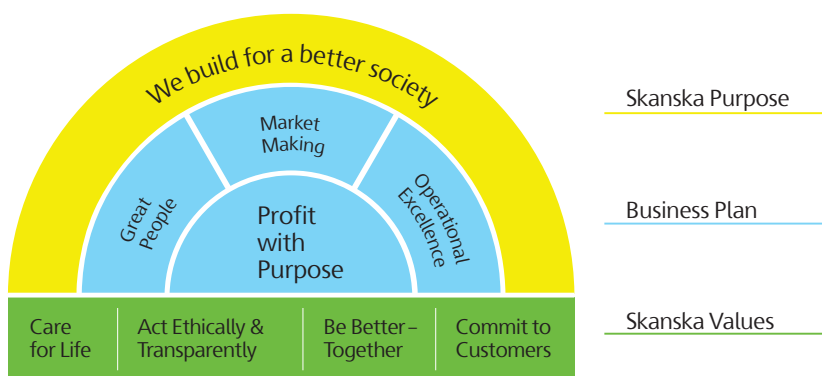 We build for a better society
Market
Making
Great
People
Operational
Excellence
Profit
with
Purpose
Care
for Life
Act Ethically &
Transparently
Be Better –
Together
Commit to
Customers
Skanska Purpose
Business Plan
Skanska Values